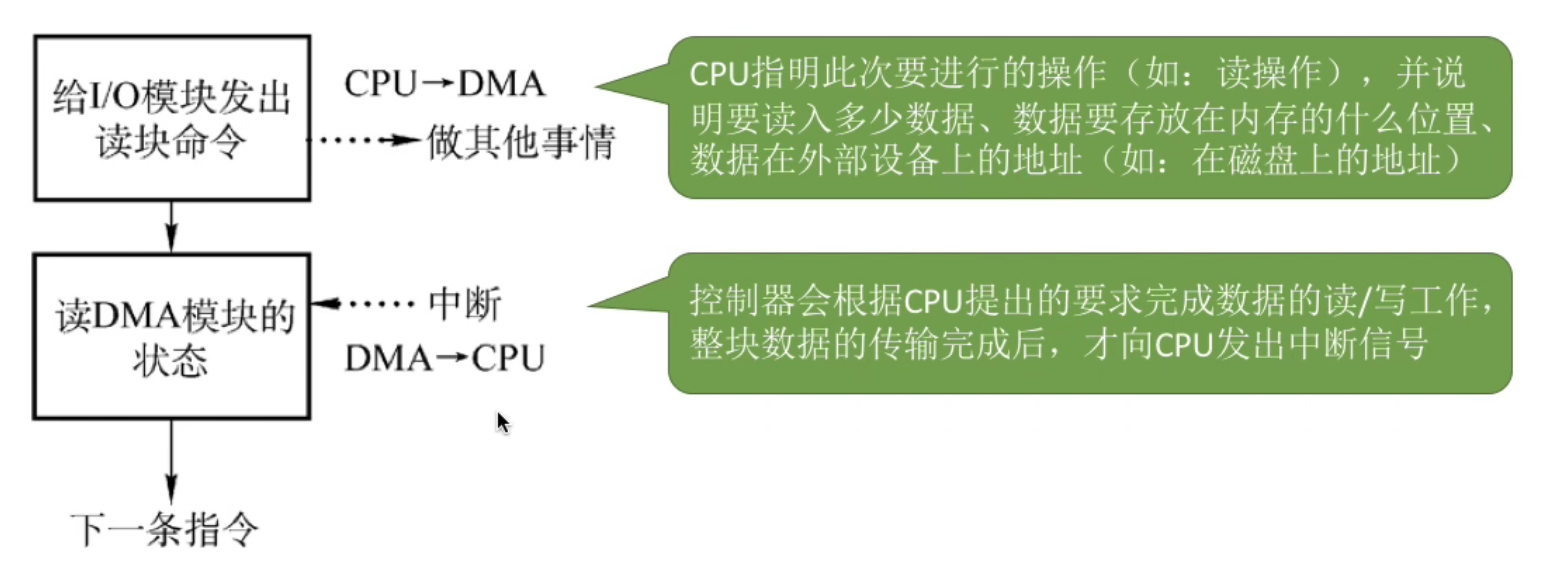 给I/O模块发出
读块命令
CPU→DMA
做其他事情
CPU指明此次要进行的操作（如：读操作），并说
明要读入多少数据、数据要存放在内存的什么位置、
数据在外部设备上的地址（如：在磁盘上的地址）
读DMA模块的
状态
中断
DMA→CPU
控制器会根据CPU提出的要求完成数据的读/写工作，
整块数据的传输完成后，才向CPU发出中断信号
下一条指令